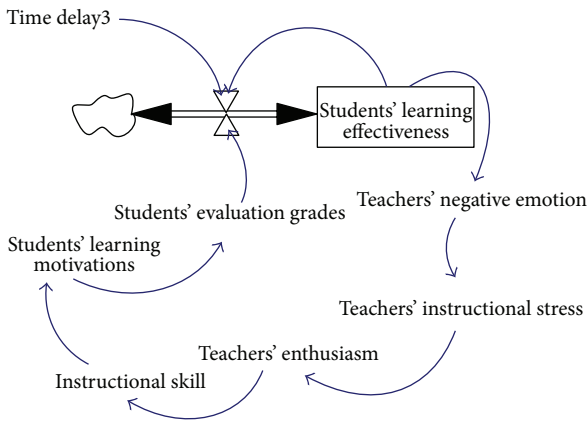 Time delay3
Students’ learning
effectiveness
Teachers’ negative emotion
Students’ evaluation grades
Students’ learning
motivations
Teachers’ instructional stress
Teachers’ enthusiasm
Instructional skill